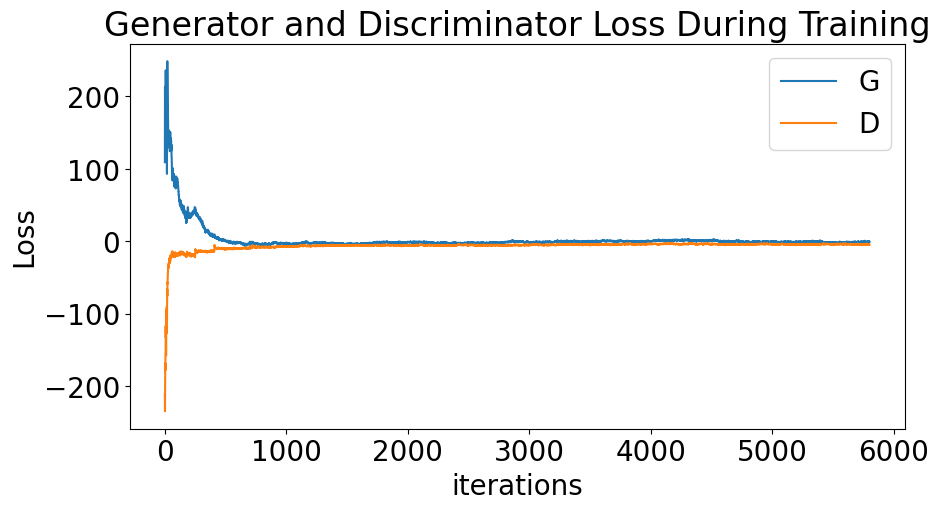 Generator and Discriminator Loss During Training
G
D
200
100
0
−100
−200
Loss
0 1000 2000 3000 4000 5000 6000
iterations